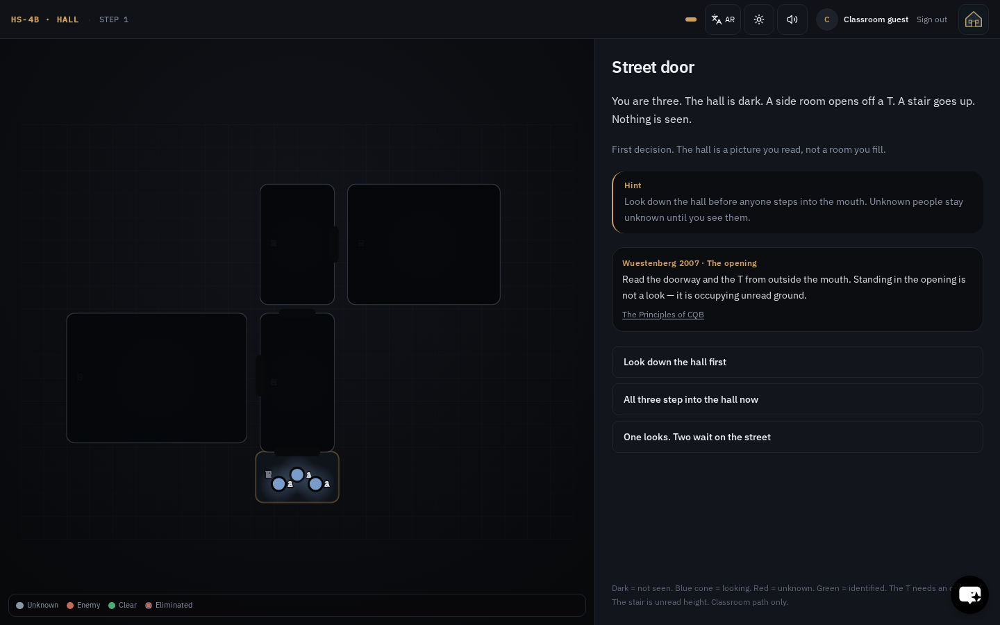 HS-4B · HALL · STEP 1
AR
C Classroom guest Sign out
Street door
You are three. The hall is dark. A side room opens off a T. A stair goes up.
Nothing is seen.
First decision. The hall is a picture you read, not a room you fill.
Hint
Look down the hall before anyone steps into the mouth. Unknown people stay
unknown until you see them.
Wuestenberg 2007 · The opening
Read the doorway and the T from outside the mouth. Standing in the opening is
not a look — it is occupying unread ground.
The Principles of CQB
Look down the hall first
All three step into the hall now
One looks. Two wait on the street
Dark = not seen. Blue cone = looking. Red = unknown. Green = identified. The T needs an
The stair is unread height. Classroom path only.
Unknown Enemy Clear Eliminated